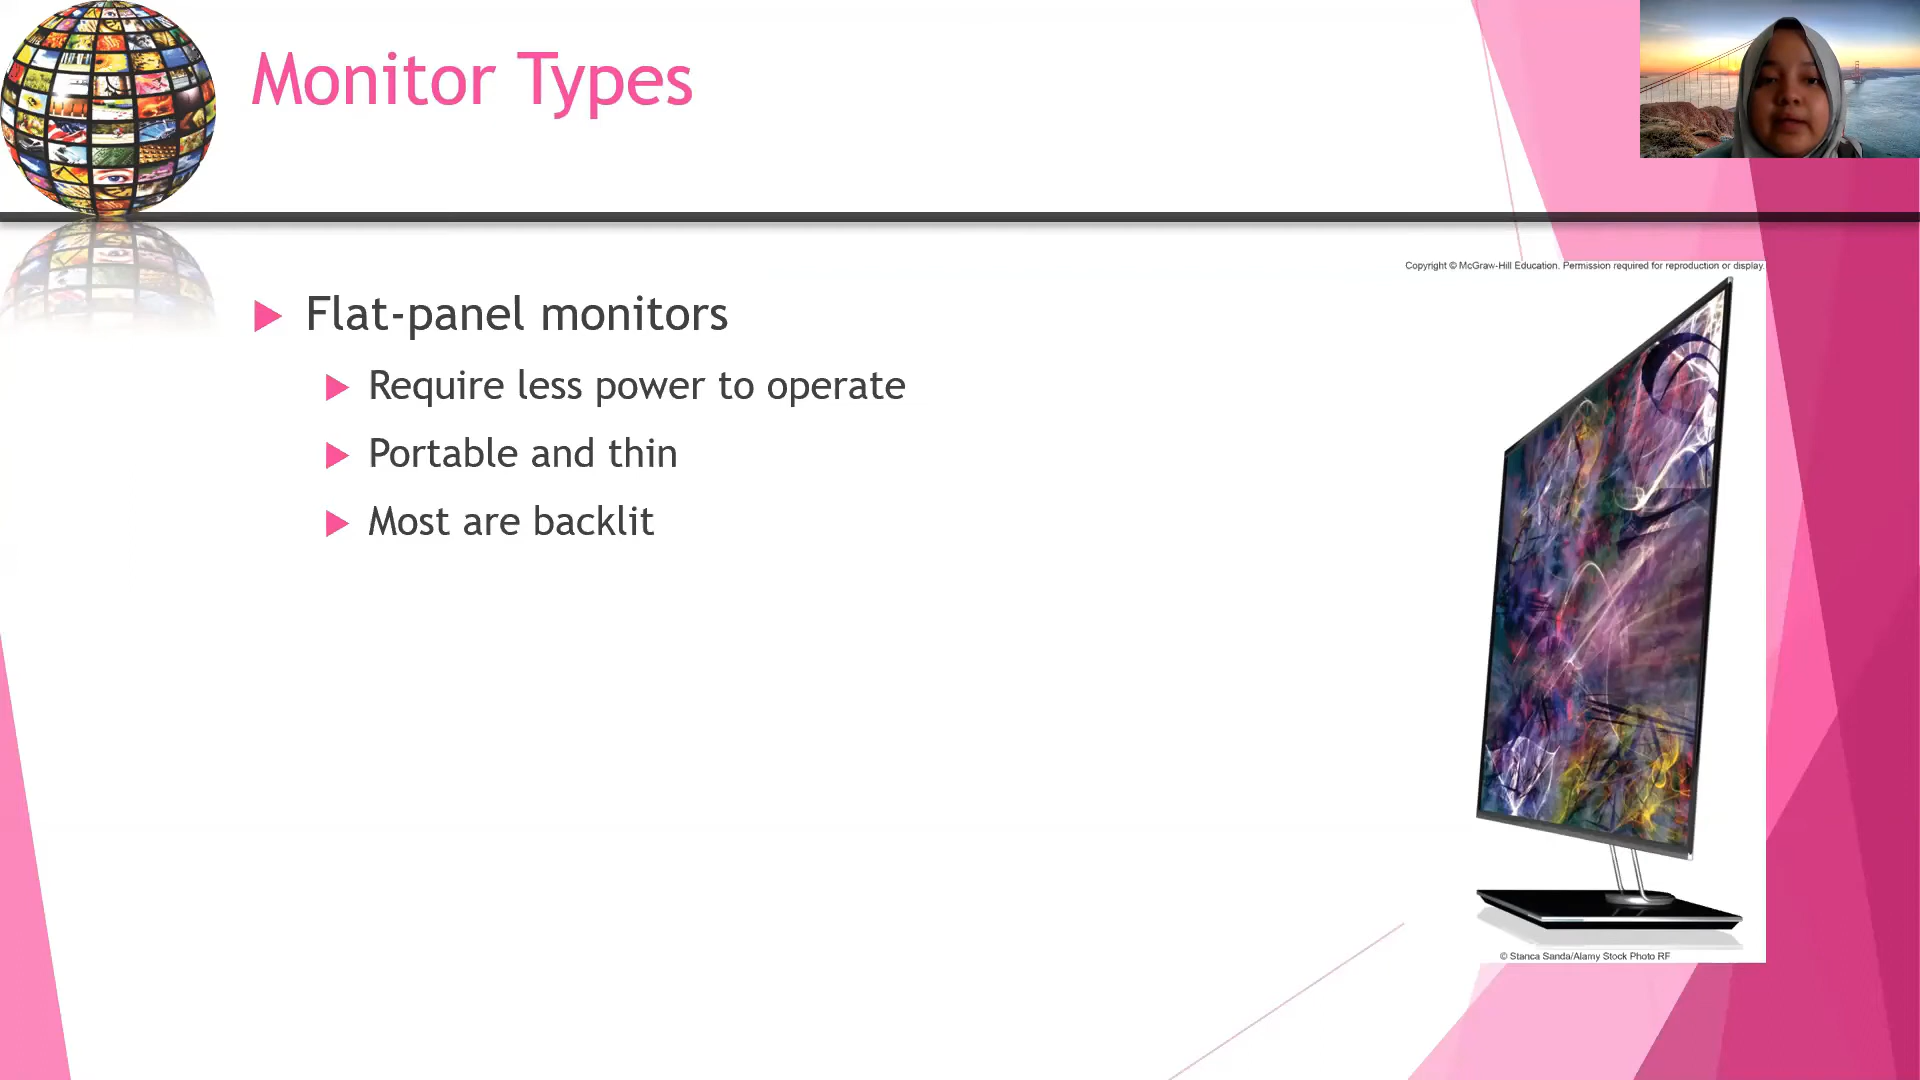 Monitor Types
Copyright © McGraw-Hill Education. Permission required for reproduction or display.
Flat-panel monitors
Require less power to operate
Portable and thin
Most are backlit
© Stanca Sanda/Alamy Stock Photo RF